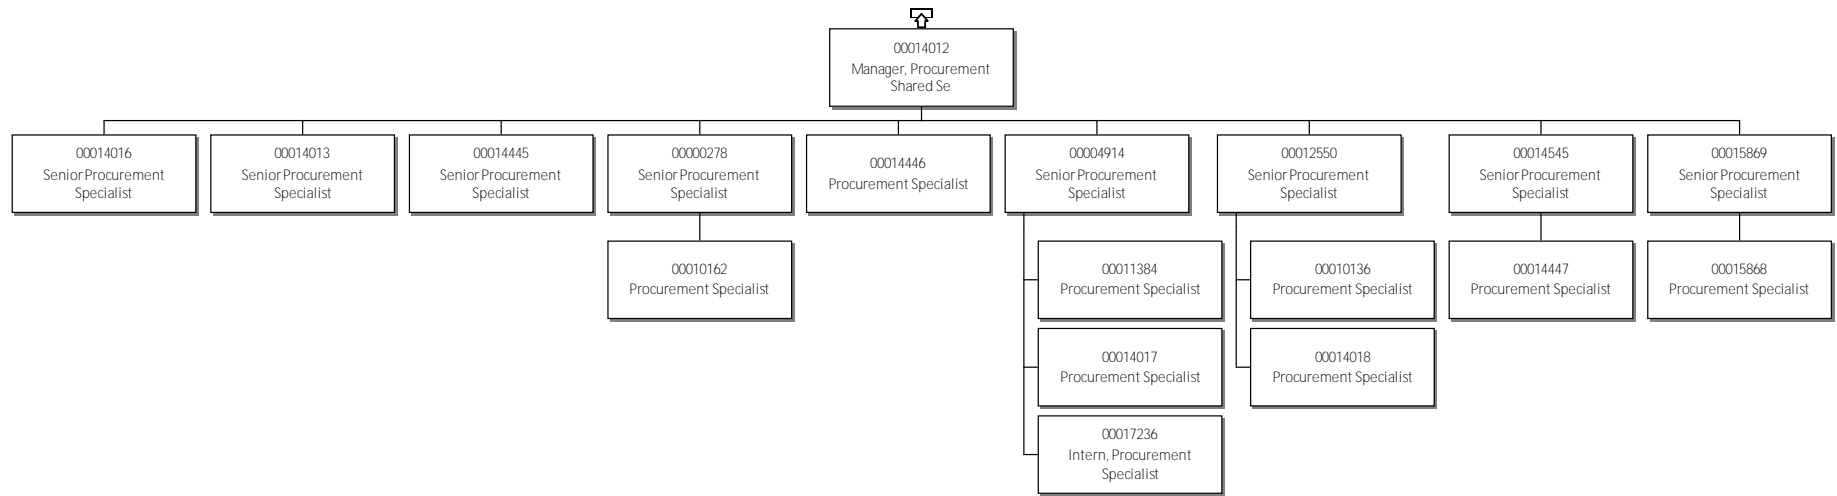 00014012
Manager, Procurement
Shared Se
00014016
Senior Procurement
Specialist
00014013
Senior Procurement
Specialist
00014445
Senior Procurement
Specialist
00000278
Senior Procurement
Specialist
00014446
Procurement Specialist
00004914
Senior Procurement
Specialist
00012550
Senior Procurement
Specialist
00014545
Senior Procurement
Specialist
00015869
Senior Procurement
Specialist
00010162
Procurement Specialist
00011384
Procurement Specialist
00010136
Procurement Specialist
00014447
Procurement Specialist
00015868
Procurement Specialist
00014017
Procurement Specialist
00014018
Procurement Specialist
00017236
Intern, Procurement
Specialist